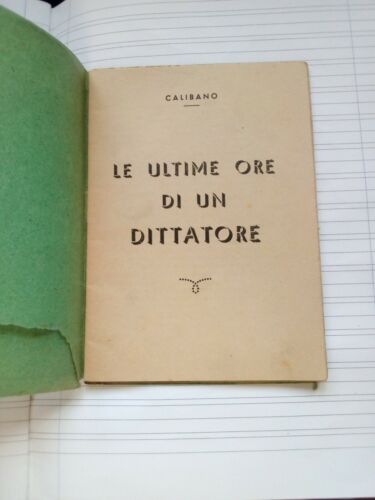 CALIBANO
LE ULTIME ORE
DI UN
DITTATORE